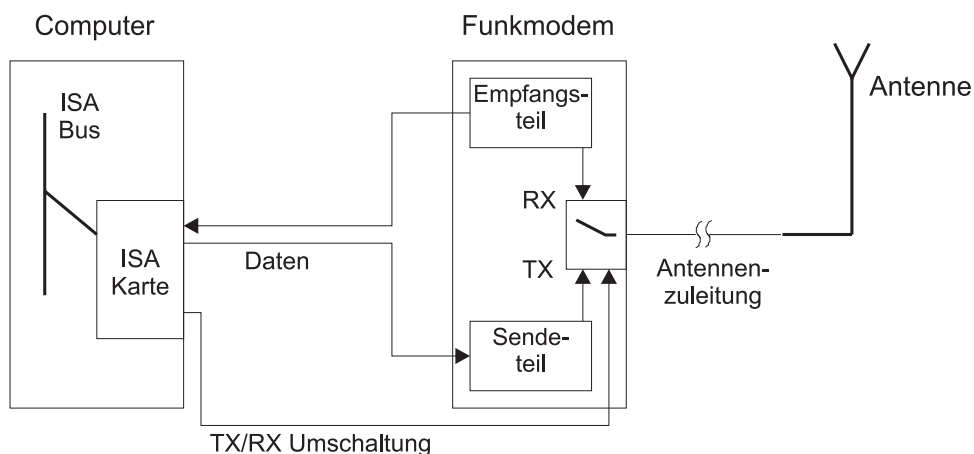 Computer
Funkmodem
ISA
Bus
Empfangs-
teil
Antenne
RX
ISA
Karte
Daten
TX
Antennen-
zuleitung
Sende-
teil
TX/RX Umschaltung